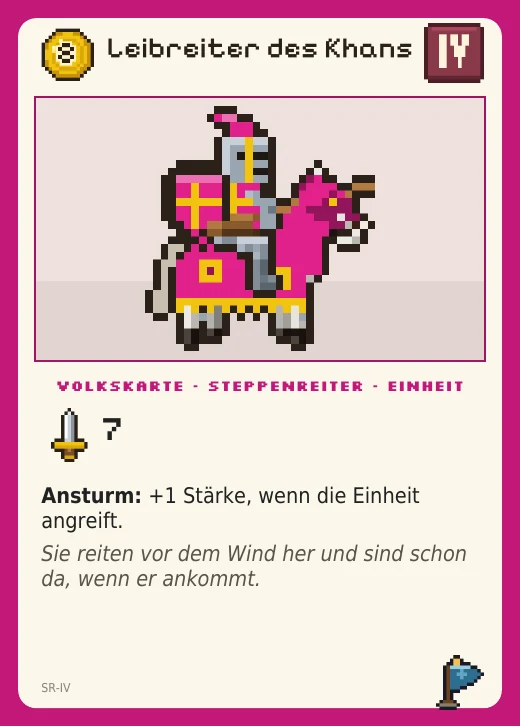 8 Leibreiter des Khans IV
VOLKSKARTE - STEPPENREITER - EINHEIT
7
Ansturm: +1 Stärke, wenn die Einheit
angreift.
Sie reiten vor dem Wind her und sind schon
da, wenn er ankommt.
SR-IV